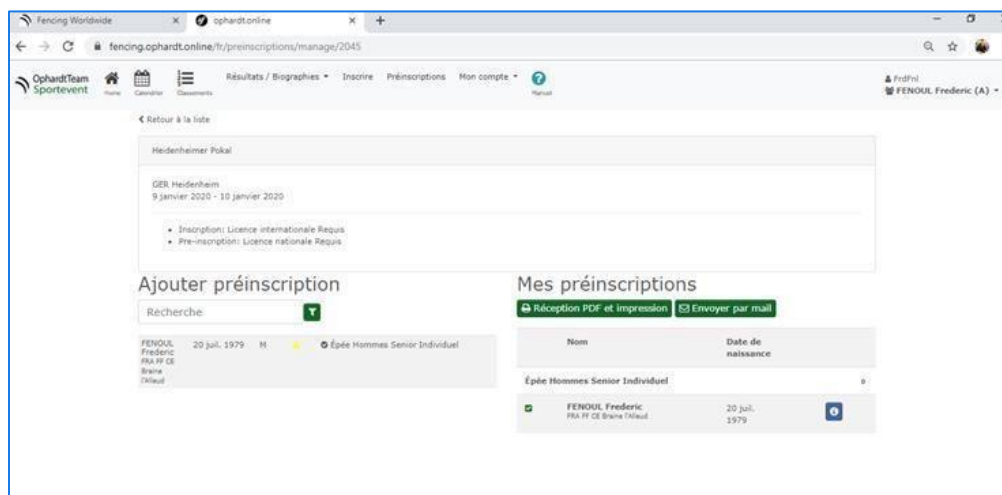 Fencing Worldwide
ophardt.online
fencing.ophardt.online/fr/preinscriptions/manage/2045
OphardtTeam
Sportevent
Home
Calendrier
Classements
Résultats / Biographies
Inscrire
Préinscriptions
Mon compte
Manuel
FrdFnl
FENOUL Frederic (A)
Retour à la liste
Heidenheimer Pokal
GER Heidenheim
9 janvier 2020 - 10 janvier 2020
Inscription: Licence internationale Requis
Pre-inscription: Licence nationale Requis
Ajouter préinscription
Recherche
FENOUL Frederic
FRA FF CE Braine l'Alleud
20 juil. 1979 M
Épée Hommes Senior Individuel
Mes préinscriptions
Réception PDF et impression
Envoyer par mail
Nom
Date de naissance
Épée Hommes Senior Individuel
FENOUL Frederic
FRA FF CE Braine l'Alleud
20 juil. 1979